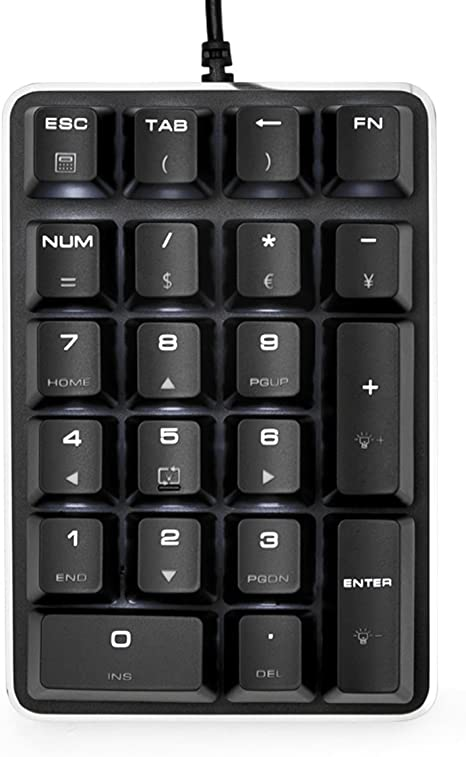 ESC TAB ← FN
( )
NUM / * -
= $ € ¥
7 8 9
HOME ▲ PGUP
+
+
4 5 6
◀ ▶
1 2 3
END ▼ PGDN
ENTER
-
0 .
INS DEL